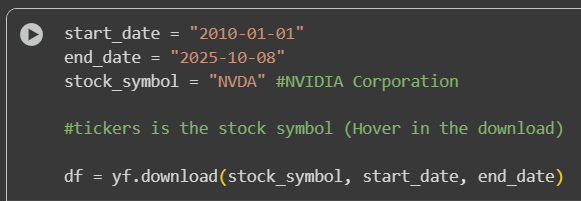 start_date = "2010-01-01"
end_date = "2025-10-08"
stock_symbol = "NVDA" #NVIDIA Corporation
#tickers is the stock symbol (Hover in the download)
df = yf.download(stock_symbol, start_date, end_date)